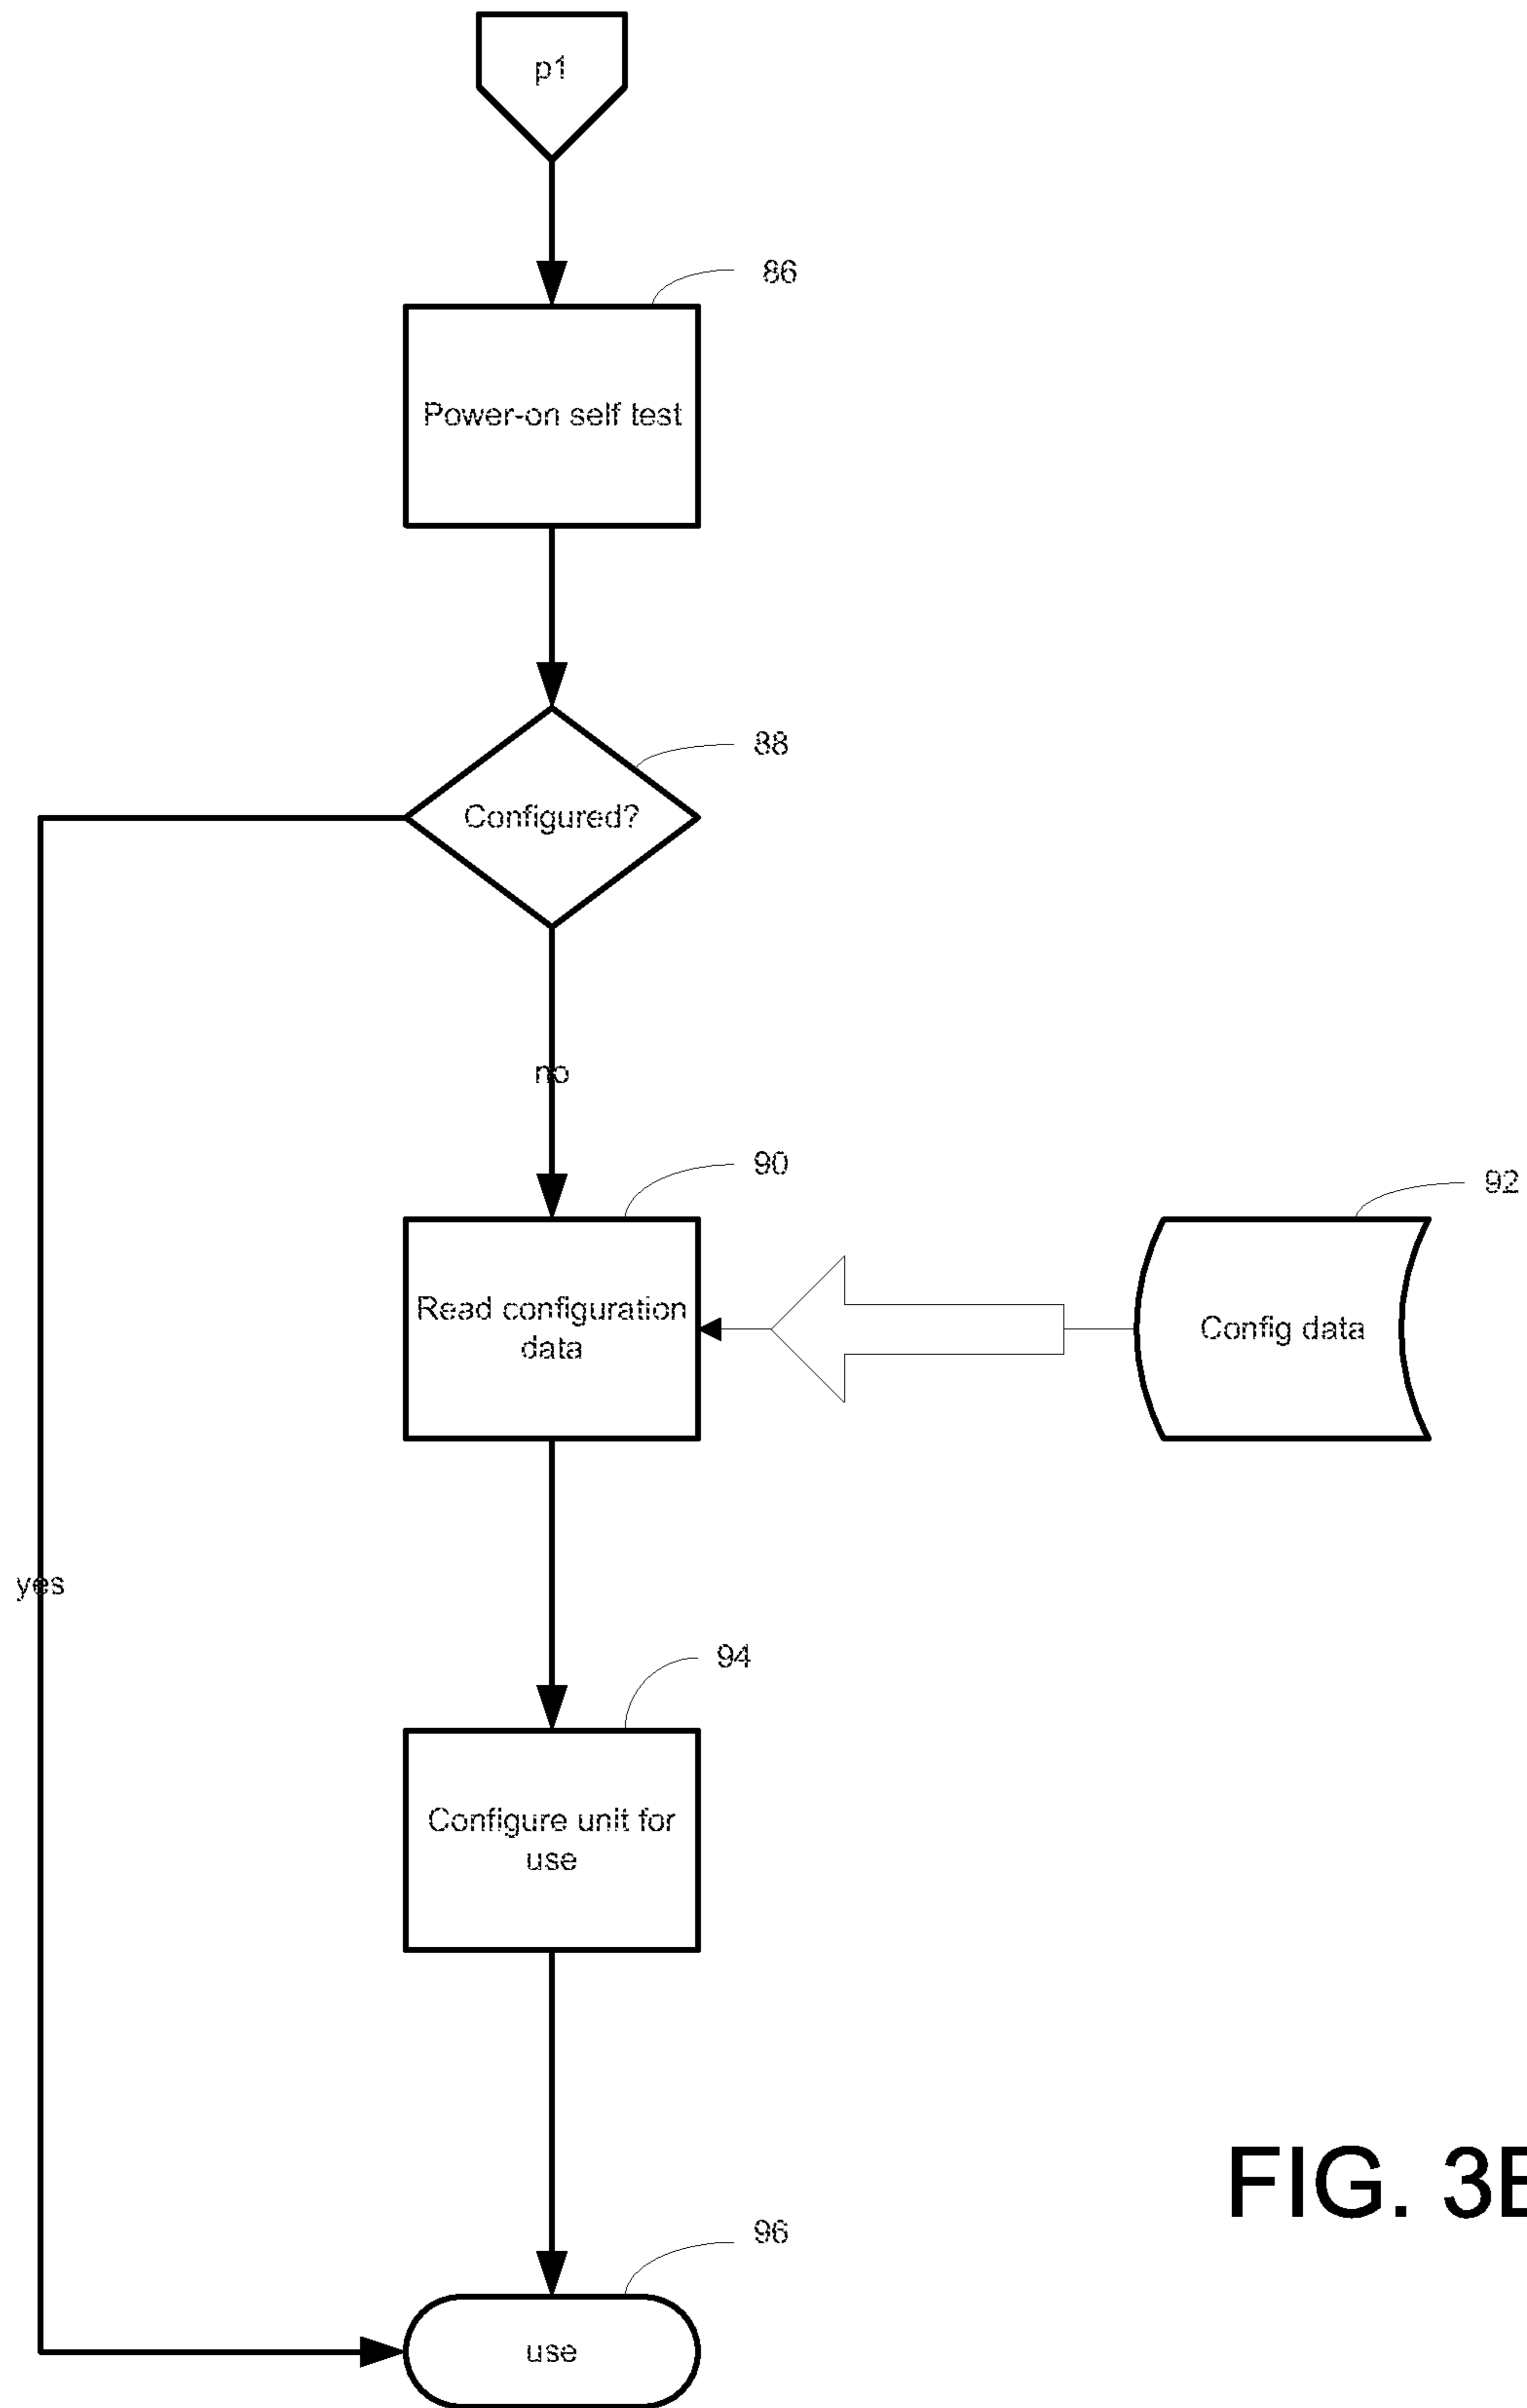 p1
86
Power-on self test
88
Configured?
no
90
92
Read configuration
data
Config data
yes
94
Configure unit for
use
FIG. 3B
96
use